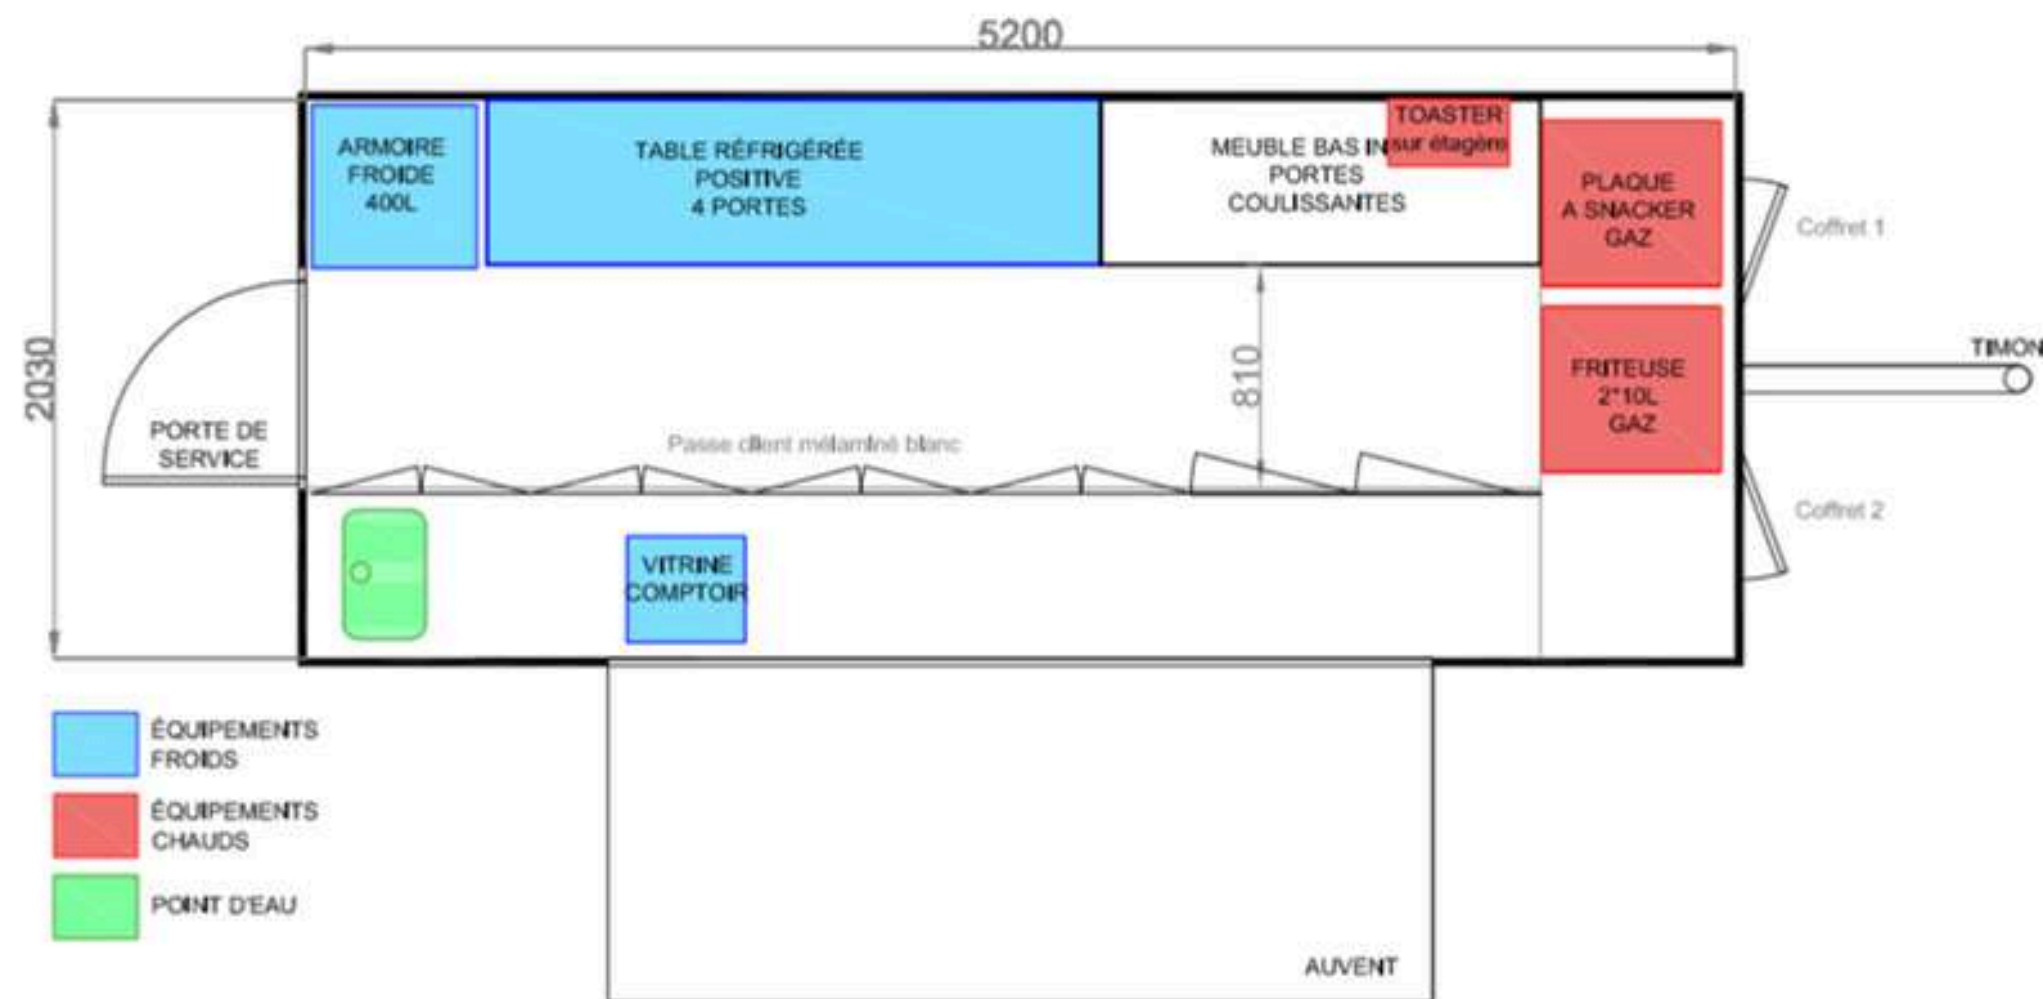 5200
2030
810
ARMOIRE
FROIDE
400L
TABLE RÉFRIGÉRÉE
POSITIVE
4 PORTES
MEUBLE BAS IN
PORTES
COULISSANTES
TOASTER
sur étagère
PLAQUE
A SNACKER
GAZ
Coffret 1
TIMON
FRITEUSE
2*10L
GAZ
Coffret 2
PORTE DE
SERVICE
Passe client mélaminé blanc
VITRINE
COMPTOIR
ÉQUIPEMENTS
FROIDS
ÉQUIPEMENTS
CHAUDS
POINT D'EAU
AUVENT